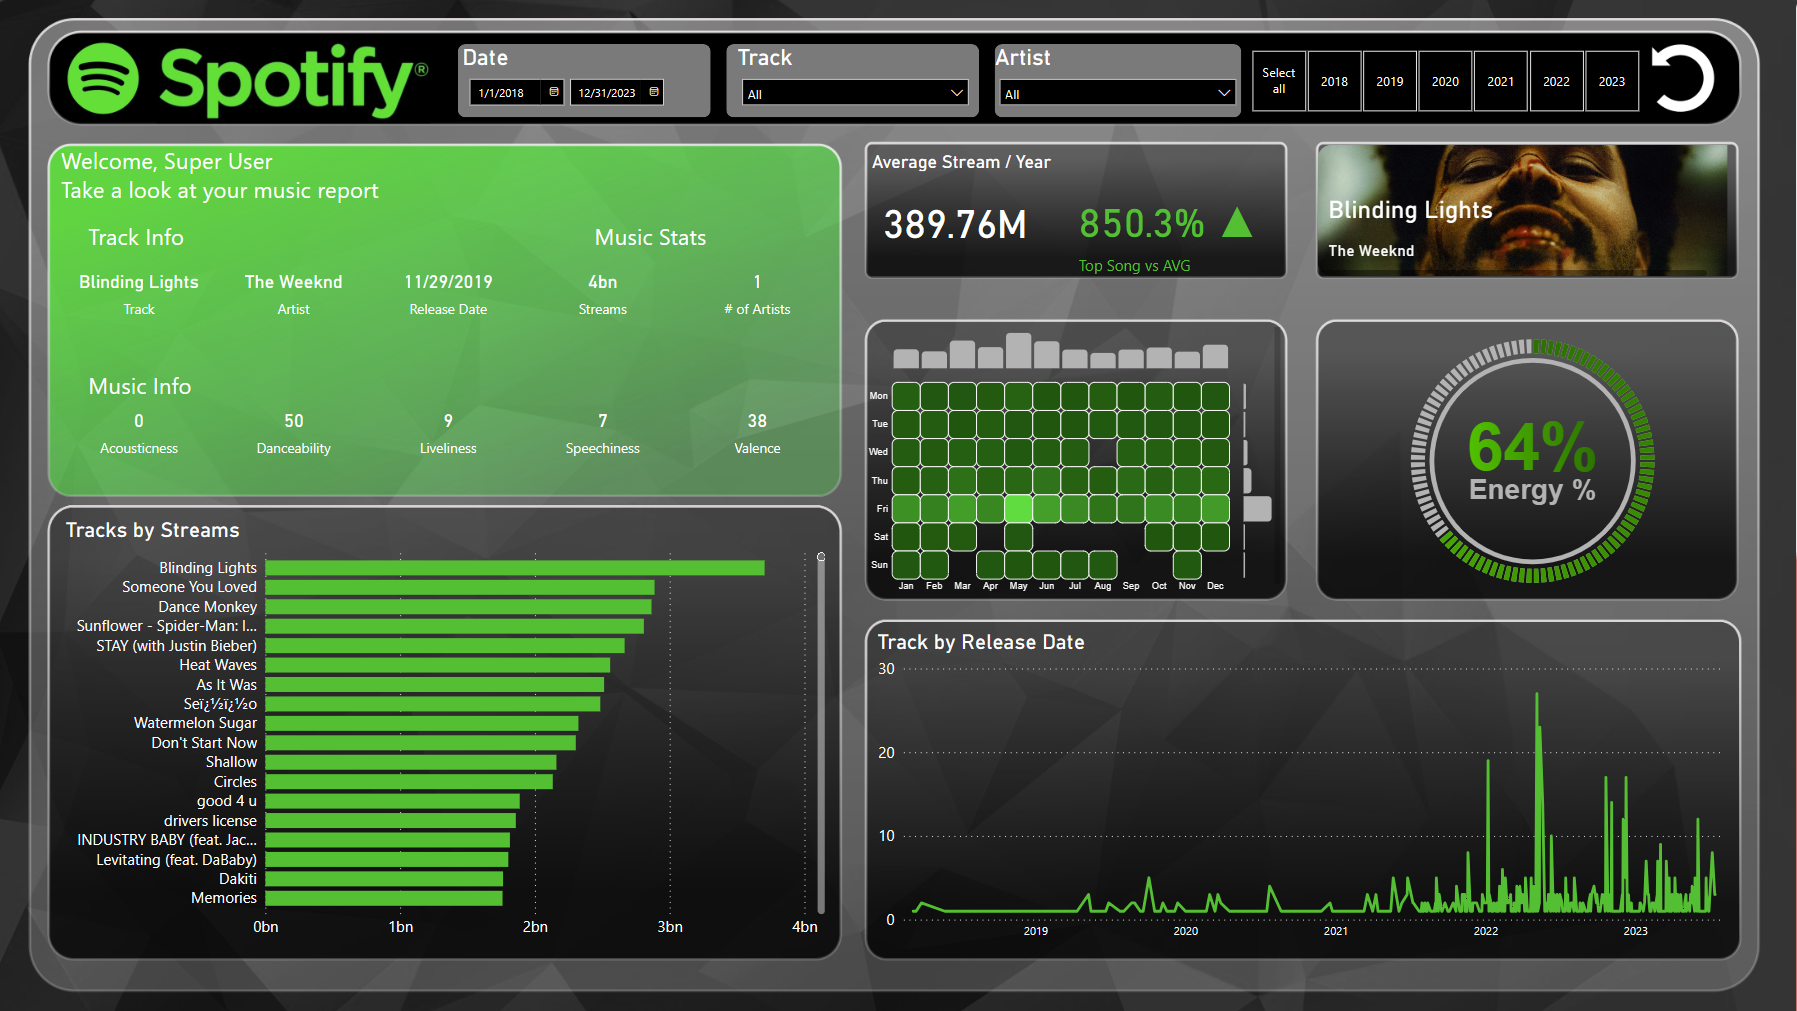 Spotify®
Date
1/1/2018
12/31/2023
Track
All
Artist
All
Select all
2018
2019
2020
2021
2022
2023
Welcome, Super User
Take a look at your music report
Track Info
Music Stats
Blinding Lights
The Weeknd
11/29/2019
4bn
1
Track
Artist
Release Date
Streams
# of Artists
Music Info
0
50
9
7
38
Acousticness
Danceability
Liveliness
Speechiness
Valence
Average Stream / Year
389.76M
850.3%
Top Song vs AVG
Blinding Lights
The Weeknd
Mon
Tue
Wed
Thu
Fri
Sat
Sun
Jan
Feb
Mar
Apr
May
Jun
Jul
Aug
Sep
Oct
Nov
Dec
64%
Energy %
Tracks by Streams
Blinding Lights
Someone You Loved
Dance Monkey
Sunflower - Spider-Man: I...
STAY (with Justin Bieber)
Heat Waves
As It Was
Seï¿½ï¿½o
Watermelon Sugar
Don't Start Now
Shallow
Circles
good 4 u
drivers license
INDUSTRY BABY (feat. Jac...
Levitating (feat. DaBaby)
Dakiti
Memories
0bn
1bn
2bn
3bn
4bn
Track by Release Date
30
20
10
0
2019
2020
2021
2022
2023